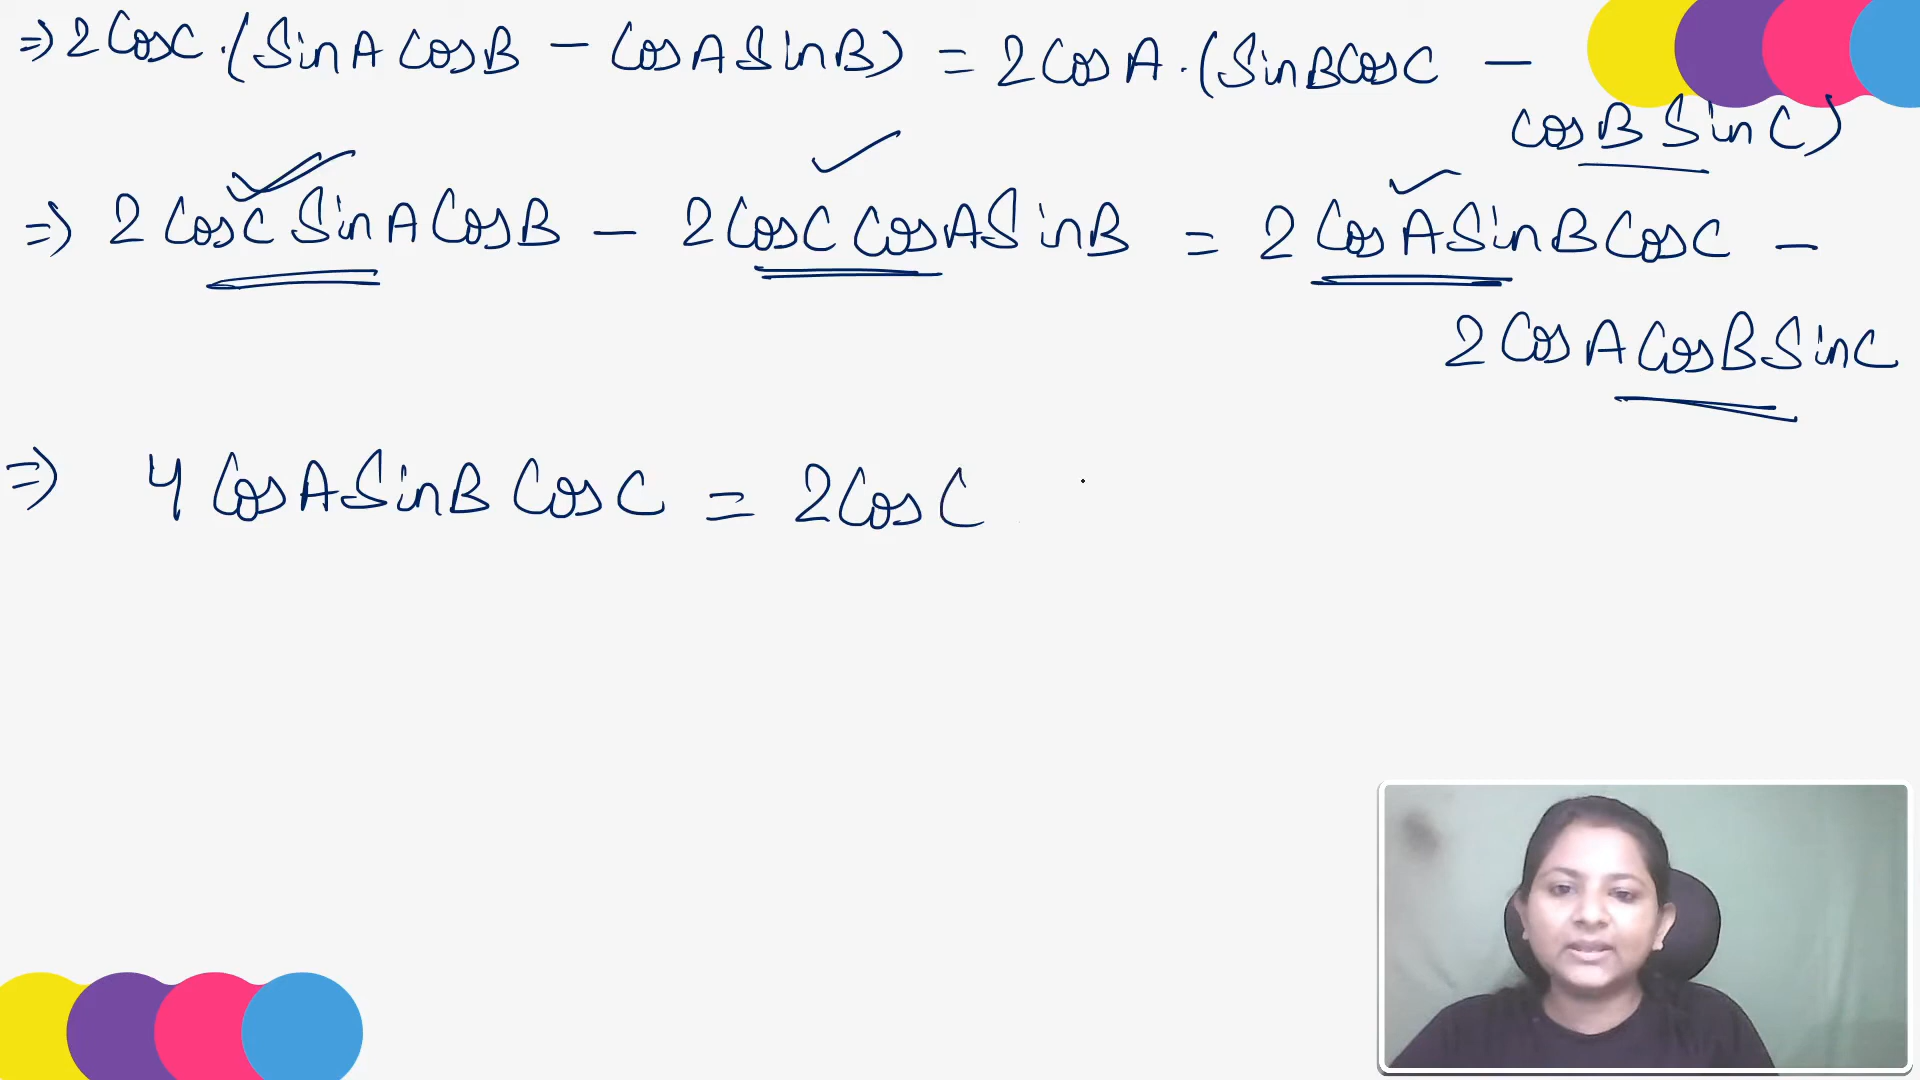 ⇒ 2 Cos C . (Sin A Cos B − Cos A Sin B) = 2 Cos A . (Sin B Cos C −
Cos B Sin C)
⇒ 2 Cos C Sin A Cos B − 2 Cos C Cos A Sin B = 2 Cos A Sin B Cos C −
2 Cos A Cos B Sin C
⇒ 4 Cos A Sin B Cos C = 2 Cos C